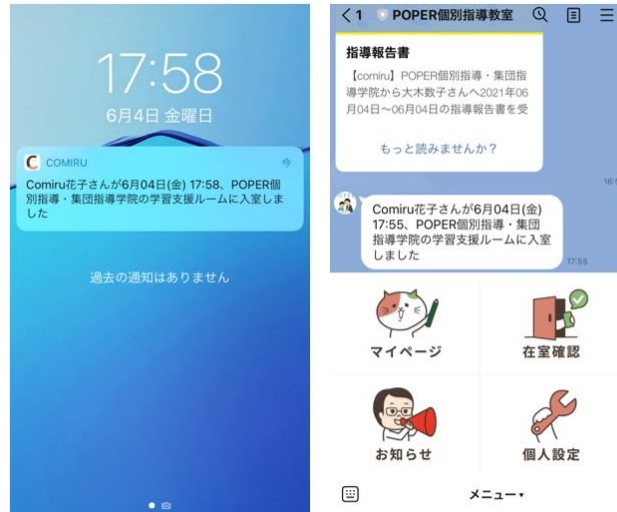 17:58
6月4日 金曜日
COMIRU
今
Comiru花子さんが6月04日(金) 17:58、POPER個
別指導・集団指導学院の学習支援ルームに入室しま
した
過去の通知はありません
1
POPER個別指導教室
指導報告書
【comiru】POPER個別指導・集団指
導学院から大木数子さんへ2021年06
月04日〜06月04日の指導報告書を受
もっと読みませんか？
Comiru花子さんが6月04日(金)
17:55、POPER個別指導・集団
指導学院の学習支援ルームに入室
しました
17:55
マイページ
在室確認
お知らせ
個人設定
メニュー▾